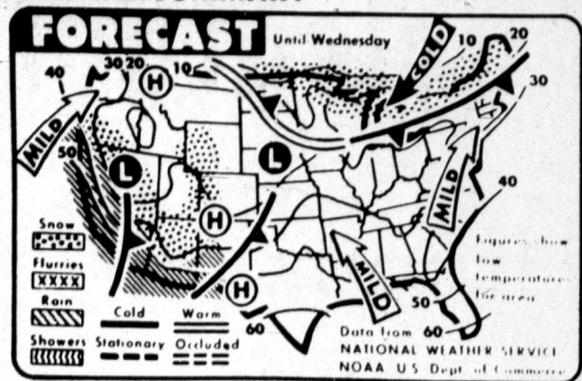 FORECAST
Until Wednesday
COLD
10
20
30
40
30 20
10
H
MILD
50
L
L
H
H
MILD
40
MILD
50
60
60
Snow
Flurries
Rain
Showers
Cold
Warm
Stationary
Occluded
Figures show
low
temperatures
for area
Data from
NATIONAL WEATHER SERVICE
NOAA US Dept of Commerce